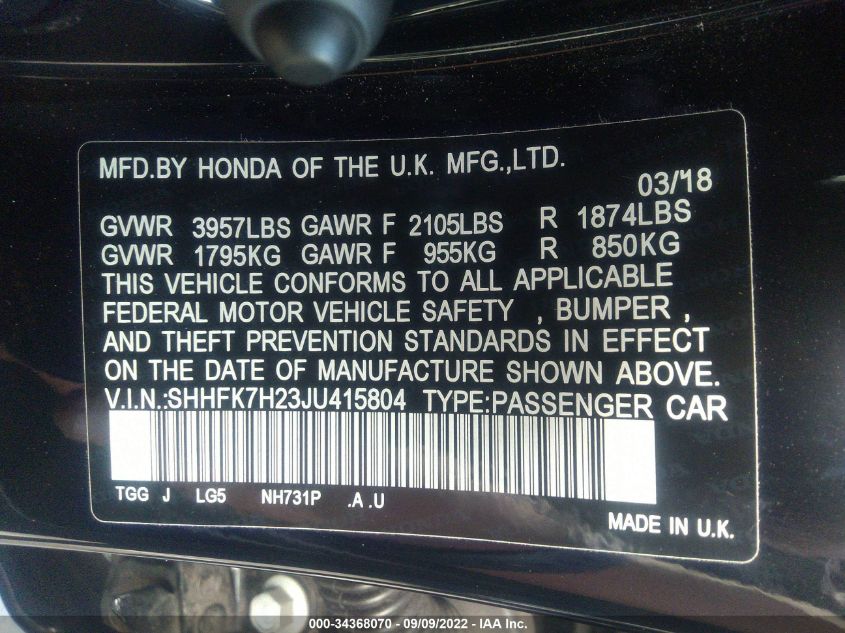 MFD.BY HONDA OF THE U.K. MFG.,LTD.
03/18
GVWR 3957LBS GAWR F 2105LBS R 1874LBS
GVWR 1795KG GAWR F 955KG R 850KG
THIS VEHICLE CONFORMS TO ALL APPLICABLE
FEDERAL MOTOR VEHICLE SAFETY , BUMPER ,
AND THEFT PREVENTION STANDARDS IN EFFECT
ON THE DATE OF MANUFACTURE SHOWN ABOVE.
V.I.N.:SHHFK7H23JU415804 TYPE:PASSENGER CAR
TGG J LG5 NH731P .A .U
MADE IN U.K.
000-34368070 - 09/09/2022 - IAA Inc.